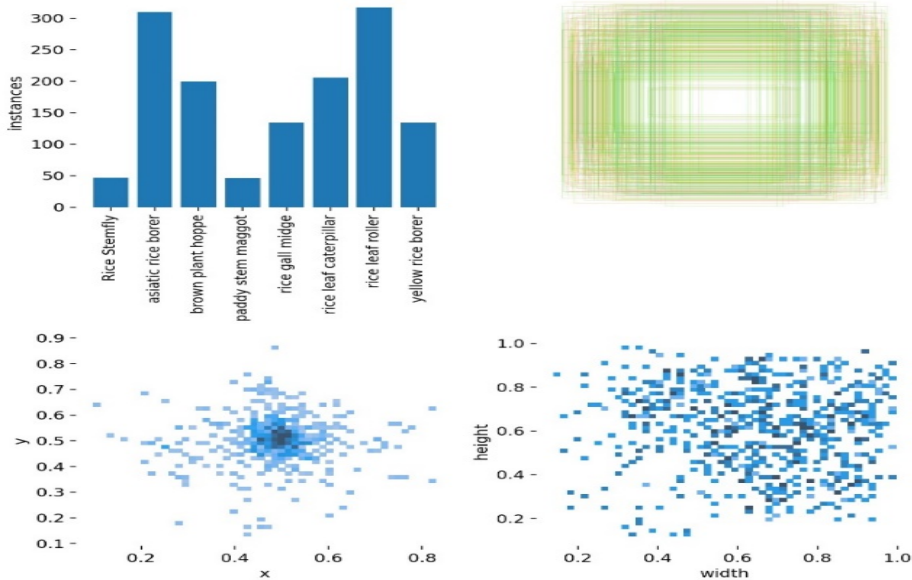 300
250
200
150
100
50
0
instances
Rice Stemfly
asiatic rice borer
brown plant hoppe
paddy stem maggot
rice gall midge
rice leaf caterpillar
rice leaf roller
yellow rice borer
0.9
0.8
0.7
0.6
0.5
0.4
0.3
0.2
0.1
y
0.2
0.4
0.6
0.8
x
1.0
0.8
0.6
0.4
0.2
height
0.2
0.4
0.6
0.8
1.0
width